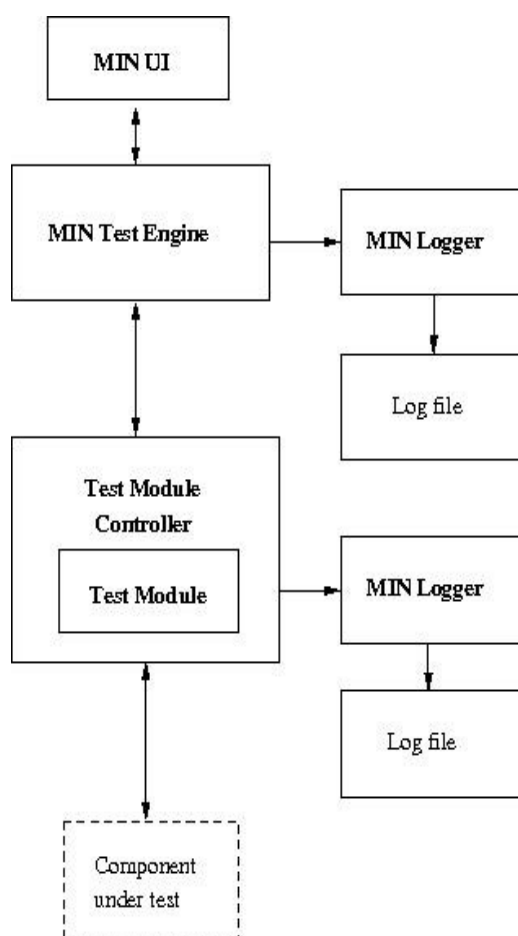 MIN UI
MIN Test Engine
MIN Logger
Log file
Test Module
Controller
Test Module
MIN Logger
Log file
Component
under test